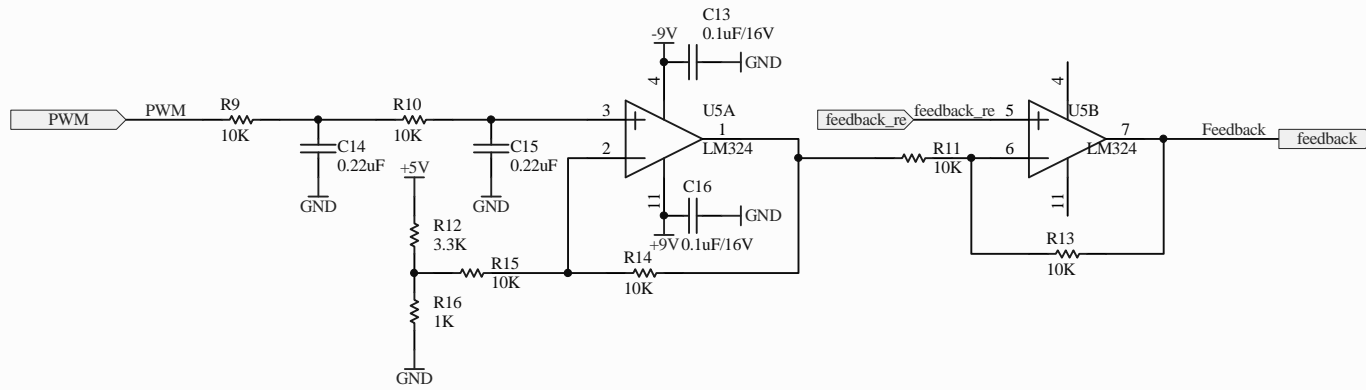 PWM
PWM
R9
10K
C14
0.22uF
GND
R10
10K
C15
0.22uF
GND
+5V
R12
3.3K
R15
10K
R16
1K
GND
-9V
C13
0.1uF/16V
GND
4
3
2
1
11
U5A
LM324
C16
0.1uF/16V
GND
+9V
R14
10K
feedback_re
feedback_re
R11
10K
5
6
4
11
7
U5B
LM324
R13
10K
Feedback
feedback